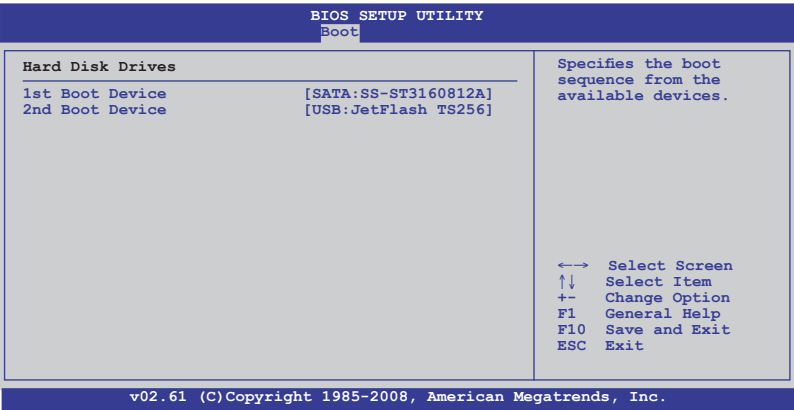 BIOS SETUP UTILITY
Boot
Hard Disk Drives
1st Boot Device [SATA:SS-ST3160812A]
2nd Boot Device [USB:JetFlash TS256]
Specifies the boot
sequence from the
available devices.
←→ Select Screen
↑↓ Select Item
+- Change Option
F1 General Help
F10 Save and Exit
ESC Exit
v02.61 (C)Copyright 1985-2008, American Megatrends, Inc.